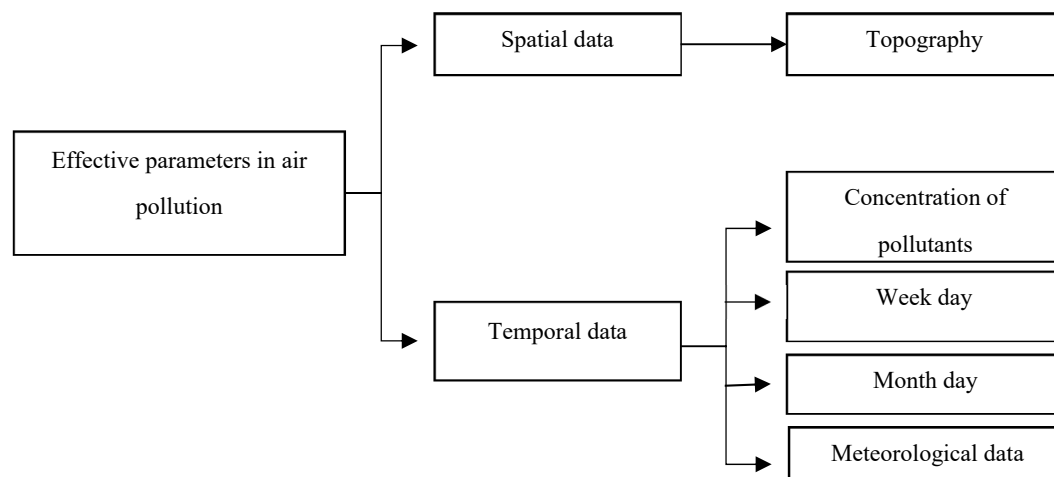 Spatial data
Topography
Effective parameters in air
pollution
Concentration of
pollutants
Week day
Temporal data
Month day
Meteorological data